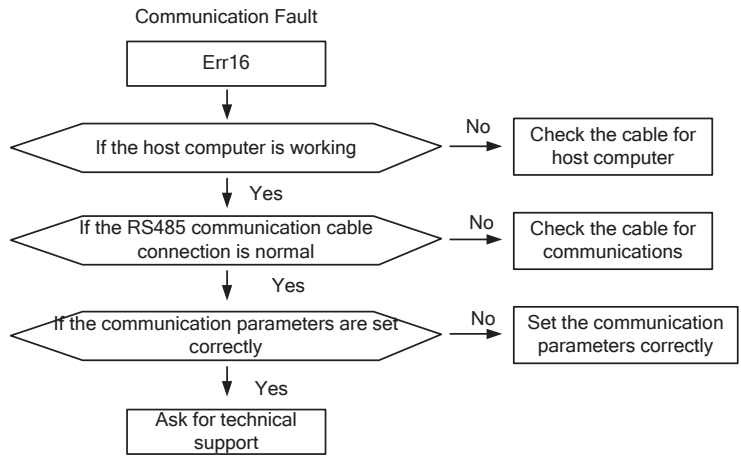 Communication Fault
Err16
If the host computer is working
No
Check the cable for
host computer
Yes
If the RS485 communication cable
connection is normal
No
Check the cable for
communications
Yes
If the communication parameters are set
correctly
No
Set the communication
parameters correctly
Yes
Ask for technical
support